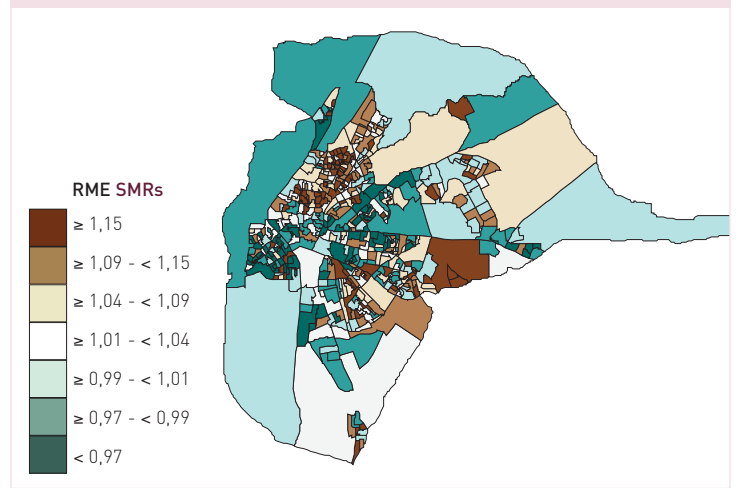 RME SMRs
≥ 1,15
≥ 1,09 - < 1,15
≥ 1,04 - < 1,09
≥ 1,01 - < 1,04
≥ 0,99 - < 1,01
≥ 0,97 - < 0,99
< 0,97